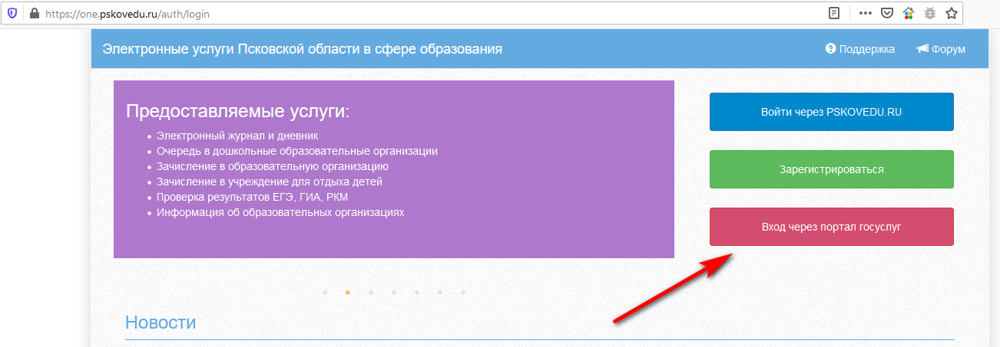 https://one.pskovedu.ru/auth/login
Электронные услуги Псковской области в сфере образования
Поддержка
Форум
Предоставляемые услуги:
Электронный журнал и дневник
Очередь в дошкольные образовательные организации
Зачисление в образовательную организацию
Зачисление в учреждение для отдыха детей
Проверка результатов ЕГЭ, ГИА, РКМ
Информация об образовательных организациях
Войти через PSKOVEDU.RU
Зарегистрироваться
Вход через портал госуслуг
Новости